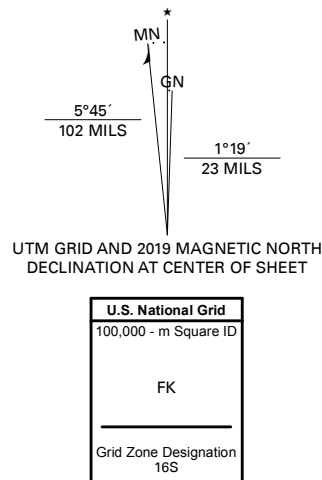 ★
MN
GN
5°45´
102 MILS
1°19´
23 MILS
UTM GRID AND 2019 MAGNETIC NORTH
DECLINATION AT CENTER OF SHEET
U.S. National Grid
100,000 - m Square ID
FK
Grid Zone Designation
16S